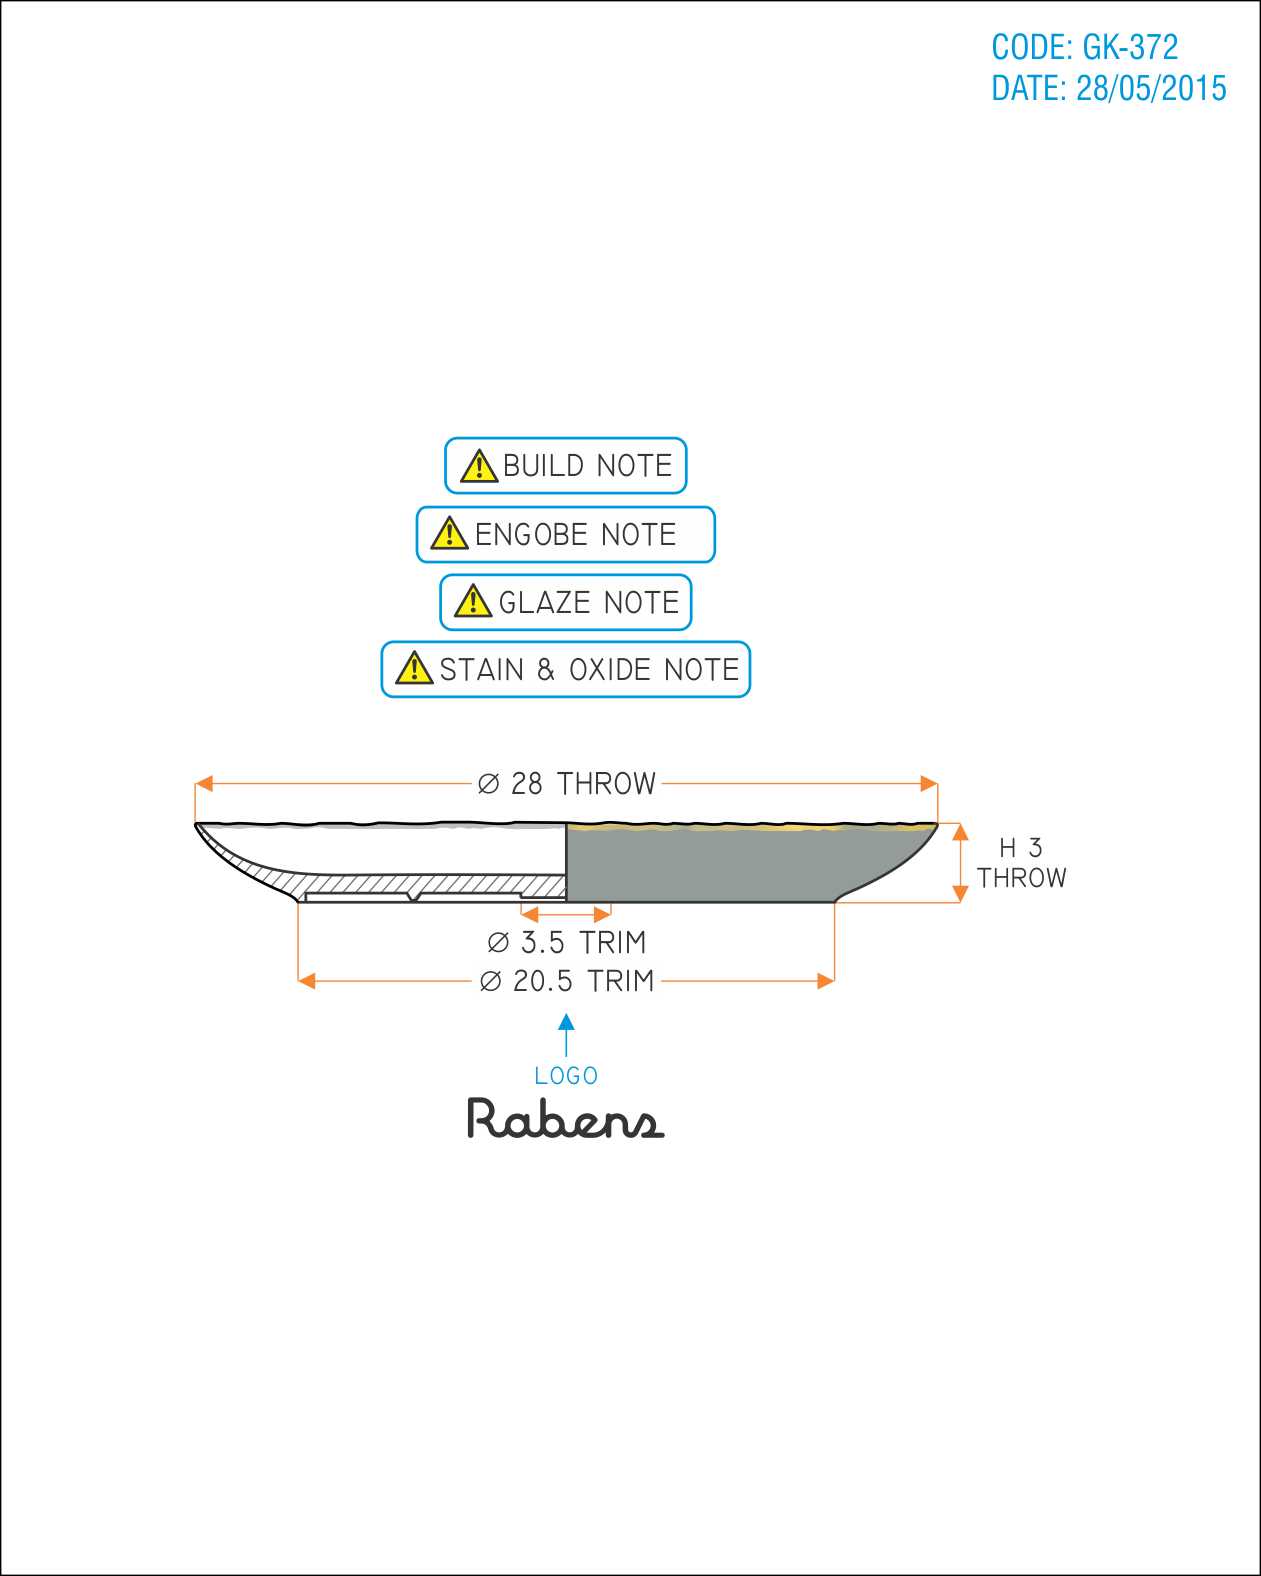 CODE: GK-372
DATE: 28/05/2015
BUILD NOTE
ENGOBE NOTE
GLAZE NOTE
STAIN & OXIDE NOTE
⌀ 28 THROW
H 3
THROW
⌀ 3.5 TRIM
⌀ 20.5 TRIM
LOGO
Rabens